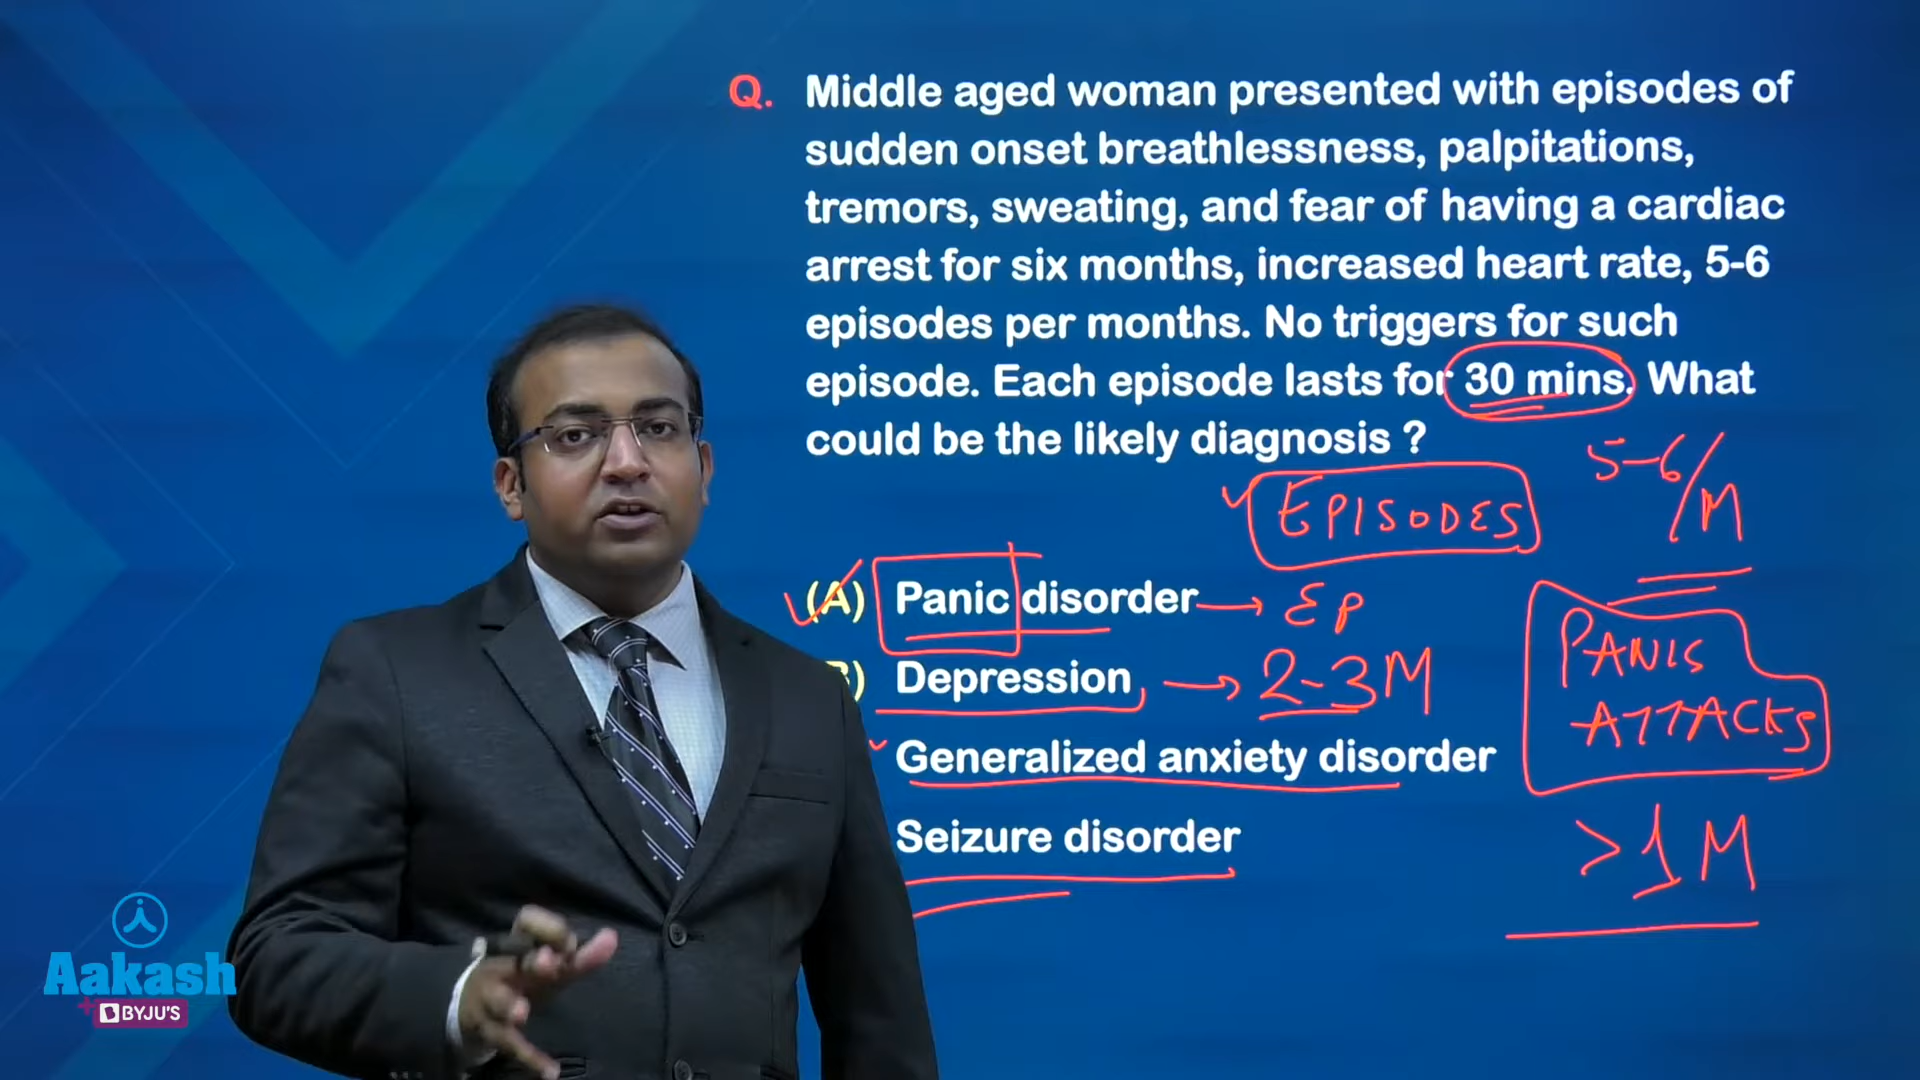 Q. Middle aged woman presented with episodes of
sudden onset breathlessness, palpitations,
tremors, sweating, and fear of having a cardiac
arrest for six months, increased heart rate, 5-6
episodes per months. No triggers for such
episode. Each episode lasts for 30 mins. What
could be the likely diagnosis ?
5-6/M
EPISODES
(A) Panic disorder → Ep
PANIC
ATTACKS
B) Depression, → 2-3M
Generalized anxiety disorder
Seizure disorder
>1M
Aakash
+BYJU'S